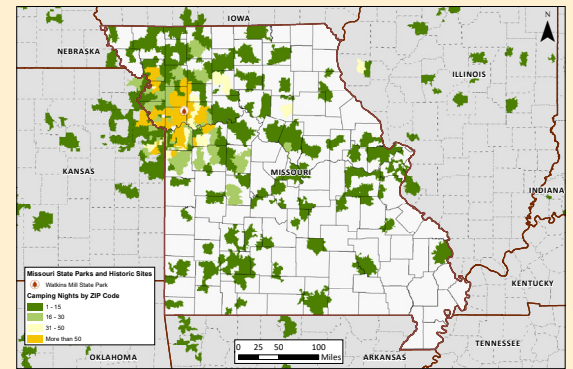 IOWA
N
NEBRASKA
ILLINOIS
KANSAS
MISSOURI
INDIANA
Missouri State Parks and Historic Sites
Watkins Mill State Park
Camping Nights by ZIP Code
1 - 15
16 - 30
31 - 50
More than 50
KENTUCKY
0 25 50 100
Miles
TENNESSEE
OKLAHOMA
ARKANSAS